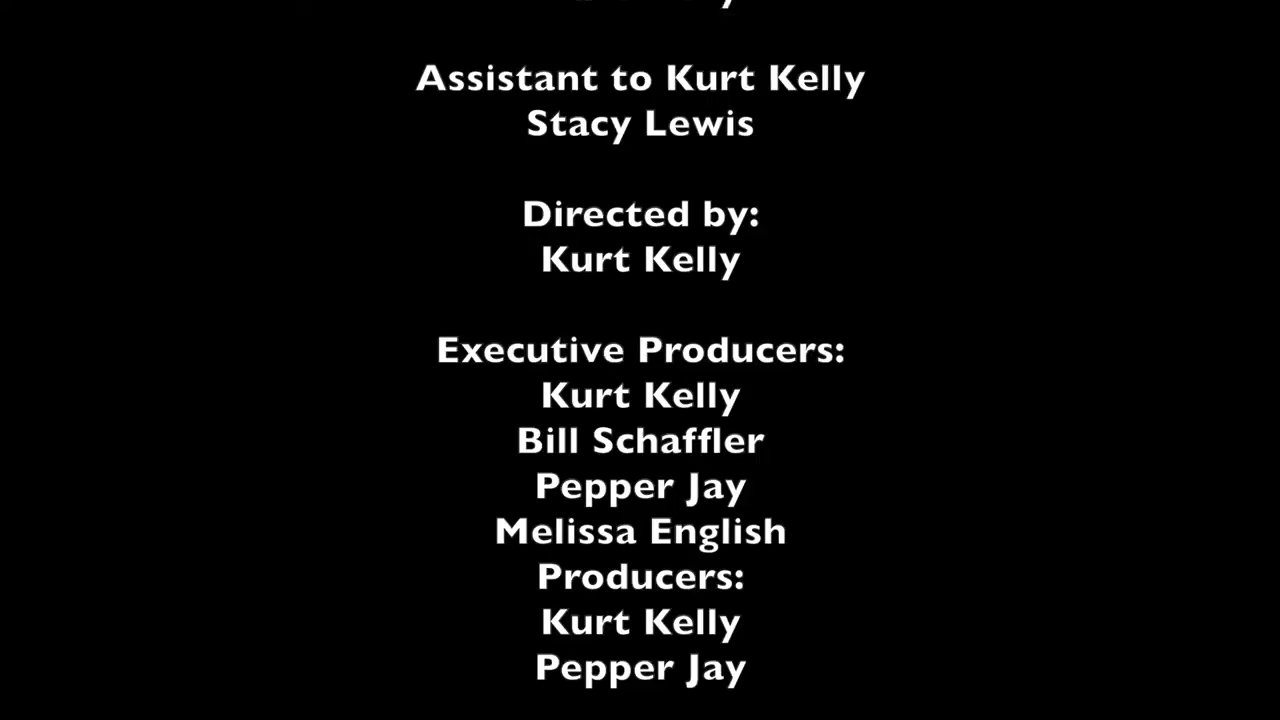 Assistant to Kurt Kelly
Stacy Lewis
Directed by:
Kurt Kelly
Executive Producers:
Kurt Kelly
Bill Schaffler
Pepper Jay
Melissa English
Producers:
Kurt Kelly
Pepper Jay